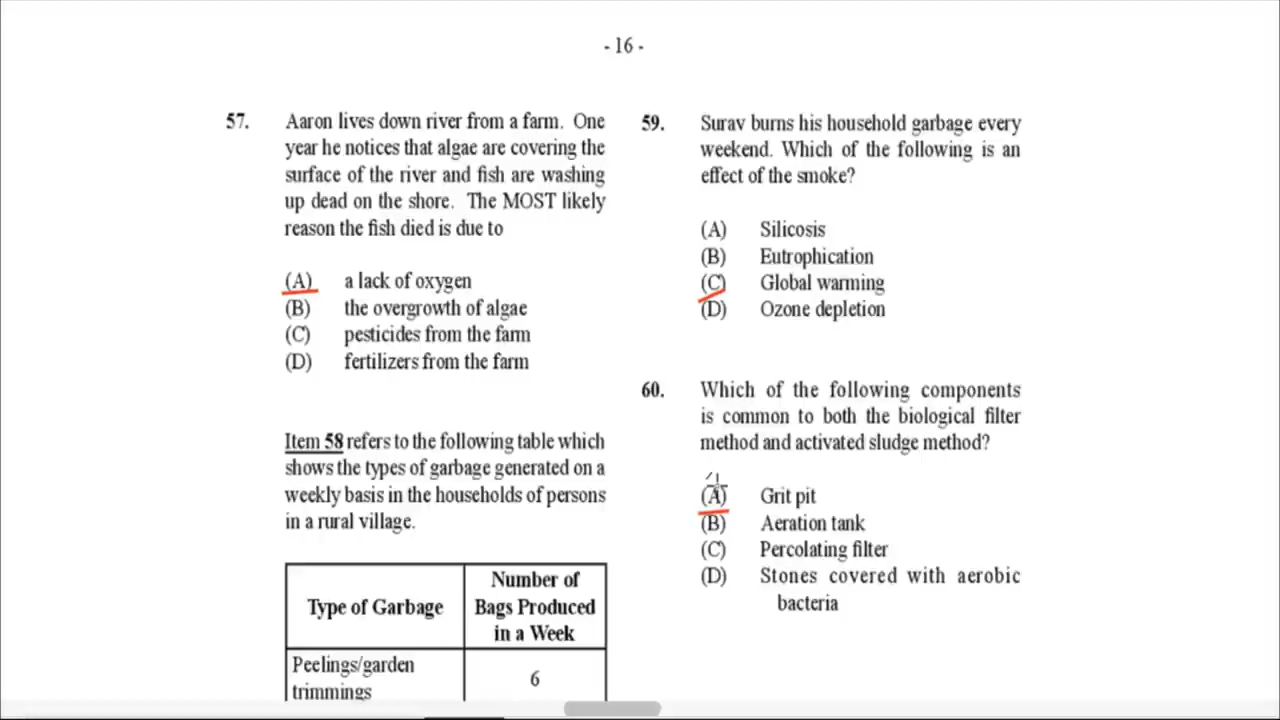 - 16 -
57. Aaron lives down river from a farm. One
year he notices that algae are covering the
surface of the river and fish are washing
up dead on the shore. The MOST likely
reason the fish died is due to
(A) a lack of oxygen
(B) the overgrowth of algae
(C) pesticides from the farm
(D) fertilizers from the farm
Item 58 refers to the following table which
shows the types of garbage generated on a
weekly basis in the households of persons
in a rural village.
Type of Garbage
Number of
Bags Produced
in a Week
Peelings/garden
trimmings
6
59. Surav burns his household garbage every
weekend. Which of the following is an
effect of the smoke?
(A) Silicosis
(B) Eutrophication
(C) Global warming
(D) Ozone depletion
60. Which of the following components
is common to both the biological filter
method and activated sludge method?
(A) Grit pit
(B) Aeration tank
(C) Percolating filter
(D) Stones covered with aerobic
bacteria